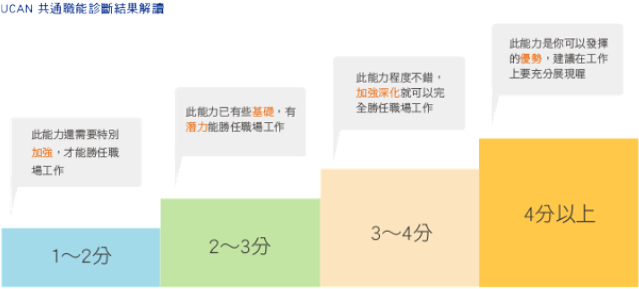 UCAN 共通職能診斷結果解讀
此能力還需要特別
加強，才能勝任職
場工作
1～2分
此能力已有些基礎，有
潛力能勝任職場工作
2～3分
此能力程度不錯，
加強深化就可以完
全勝任職場工作
3～4分
此能力是你可以發揮
的優勢，建議在工作
上要充分展現喔
4分以上